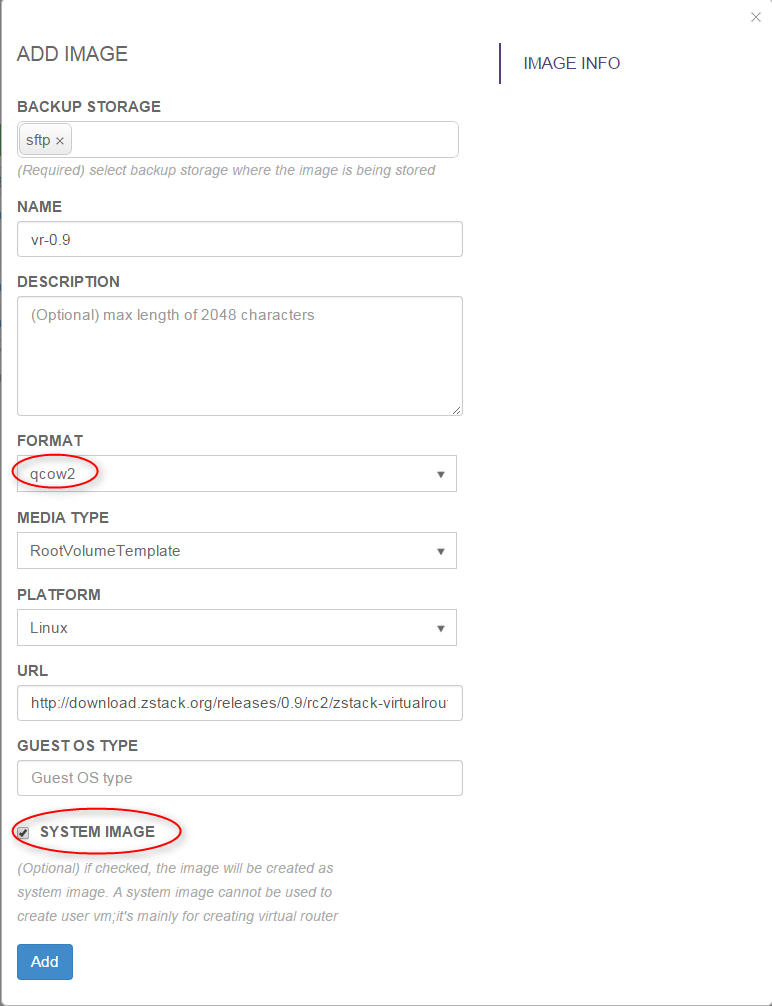 ×
ADD IMAGE
IMAGE INFO
BACKUP STORAGE
sftp ×
(Required) select backup storage where the image is being stored
NAME
vr-0.9
DESCRIPTION
(Optional) max length of 2048 characters
FORMAT
qcow2
MEDIA TYPE
RootVolumeTemplate
PLATFORM
Linux
URL
http://download.zstack.org/releases/0.9/rc2/zstack-virtualrou
GUEST OS TYPE
Guest OS type
SYSTEM IMAGE
(Optional) if checked, the image will be created as
system image. A system image cannot be used to
create user vm;it's mainly for creating virtual router
Add